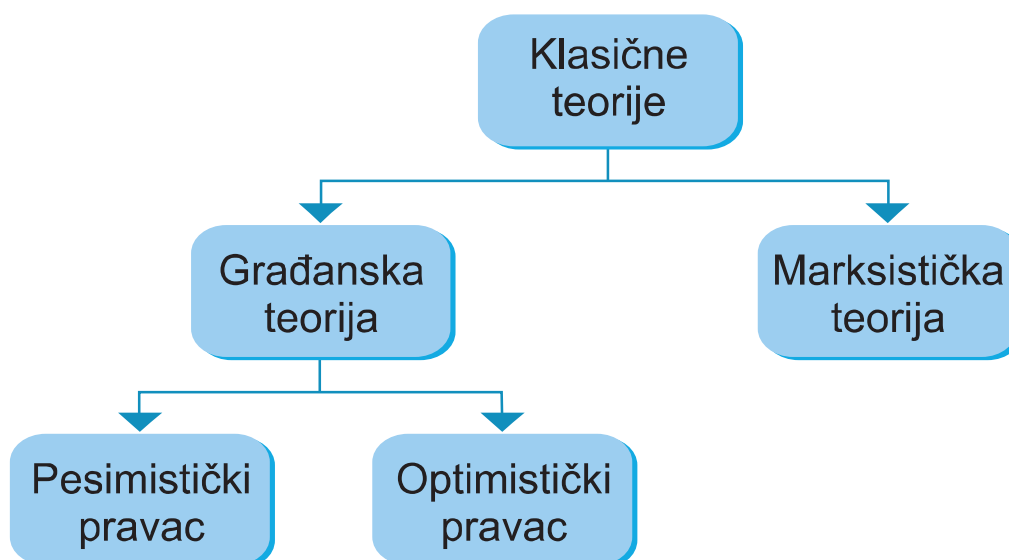 Klasične
teorije
Građanska
teorija
Marksistička
teorija
Pesimistički
pravac
Optimistički
pravac